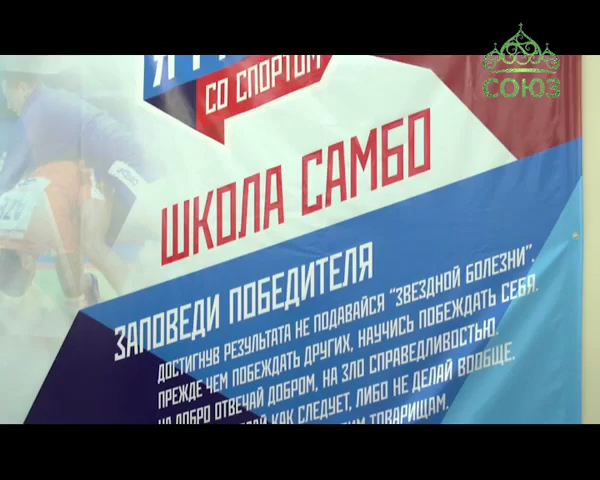 СОЮЗ
СО СПОРТОМ
ШКОЛА САМБО
ЗАПОВЕДИ ПОБЕДИТЕЛЯ
ДОСТИГНУВ РЕЗУЛЬТАТА НЕ ПОДАВАЙСЯ "ЗВЕЗДНОЙ БОЛЕЗНИ".
ПРЕЖДЕ ЧЕМ ПОБЕЖДАТЬ ДРУГИХ, НАУЧИСЬ ПОБЕЖДАТЬ СЕБЯ.
НА ДОБРО ОТВЕЧАЙ ДОБРОМ, НА ЗЛО СПРАВЕДЛИВОСТЬЮ.
КАК СЛЕДУЕТ, ЛИБО НЕ ДЕЛАЙ ВООБЩЕ.
ТОВАРИЩАМ.